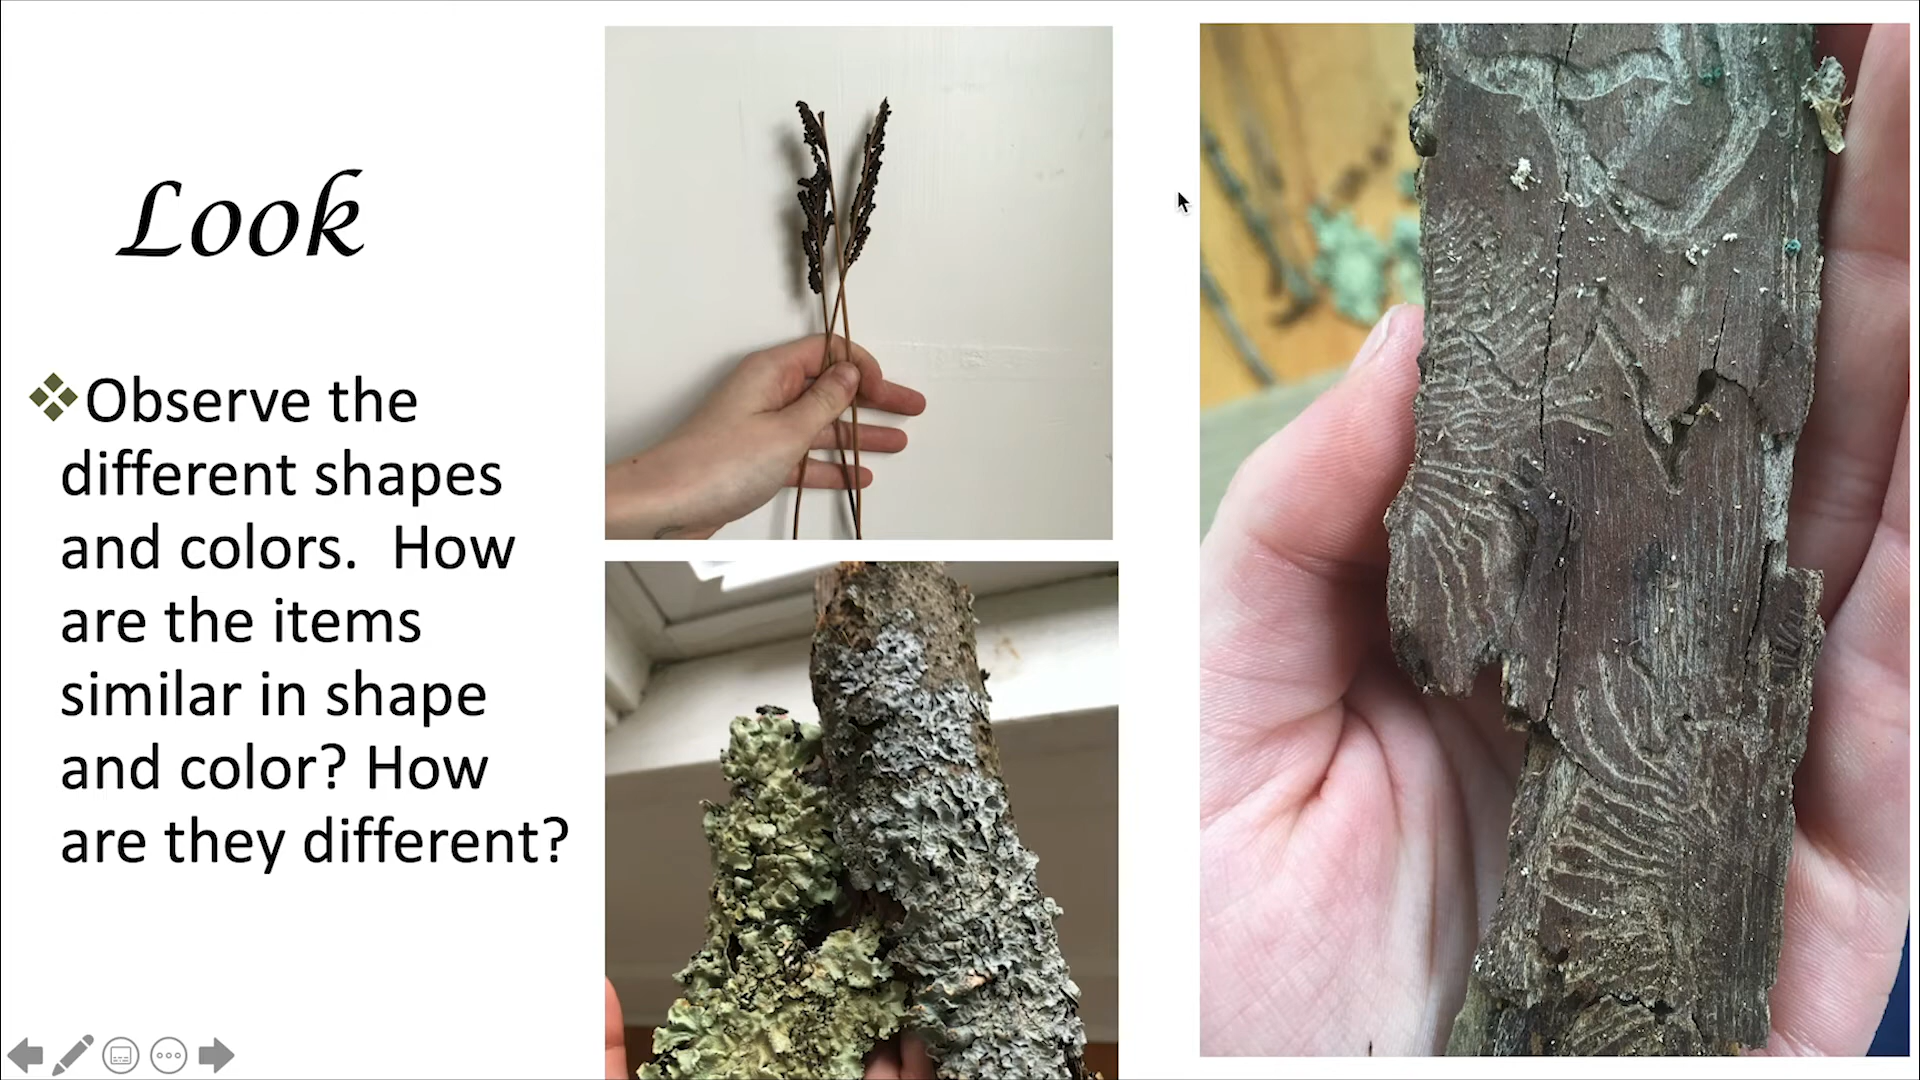 Look
Observe the
different shapes
and colors.  How
are the items
similar in shape
and color? How
are they different?